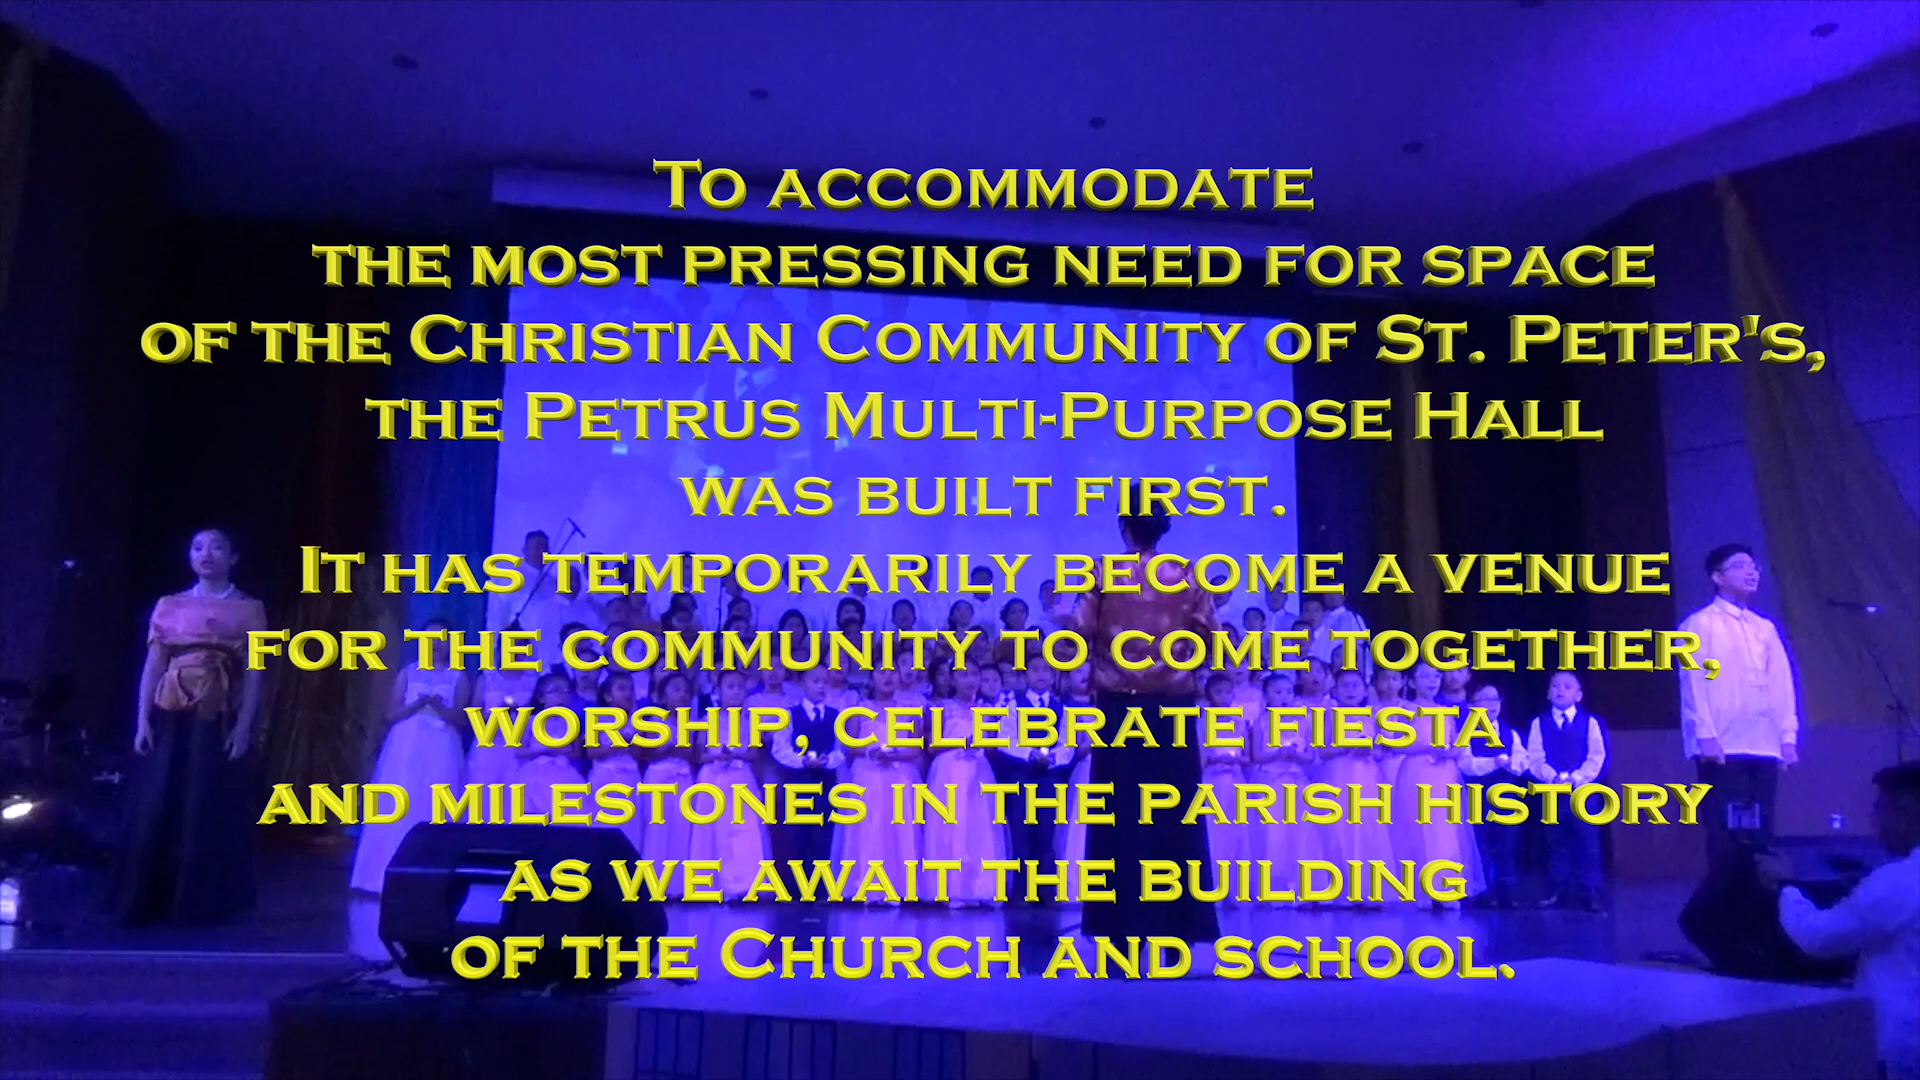 To accommodate
the most pressing need for space
of the Christian Community of St. Peter's,
the Petrus Multi-Purpose Hall
was built first.
It has temporarily become a venue
for the community to come together,
worship, celebrate fiesta
and milestones in the parish history
as we await the building
of the Church and school.